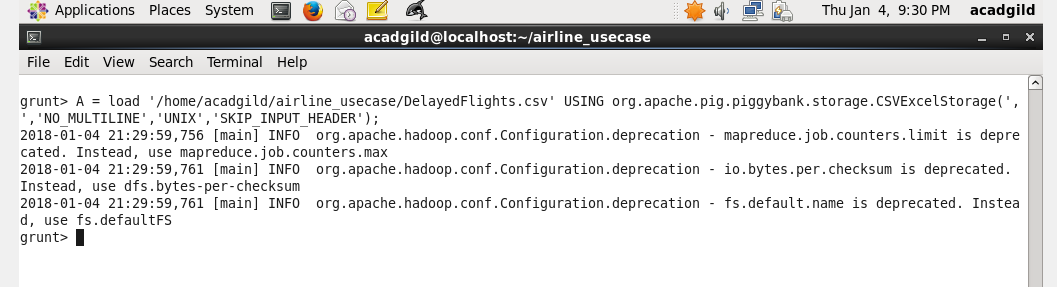 Applications Places System Thu Jan 4, 9:30 PM acadgild
acadgild@localhost:~/airline_usecase
File Edit View Search Terminal Help
grunt> A = load '/home/acadgild/airline_usecase/DelayedFlights.csv' USING org.apache.pig.piggybank.storage.CSVExcelStorage(',
','NO_MULTILINE','UNIX','SKIP_INPUT_HEADER');
2018-01-04 21:29:59,756 [main] INFO  org.apache.hadoop.conf.Configuration.deprecation - mapreduce.job.counters.limit is depre
cated. Instead, use mapreduce.job.counters.max
2018-01-04 21:29:59,761 [main] INFO  org.apache.hadoop.conf.Configuration.deprecation - io.bytes.per.checksum is deprecated.
Instead, use dfs.bytes-per-checksum
2018-01-04 21:29:59,761 [main] INFO  org.apache.hadoop.conf.Configuration.deprecation - fs.default.name is deprecated. Instea
d, use fs.defaultFS
grunt>